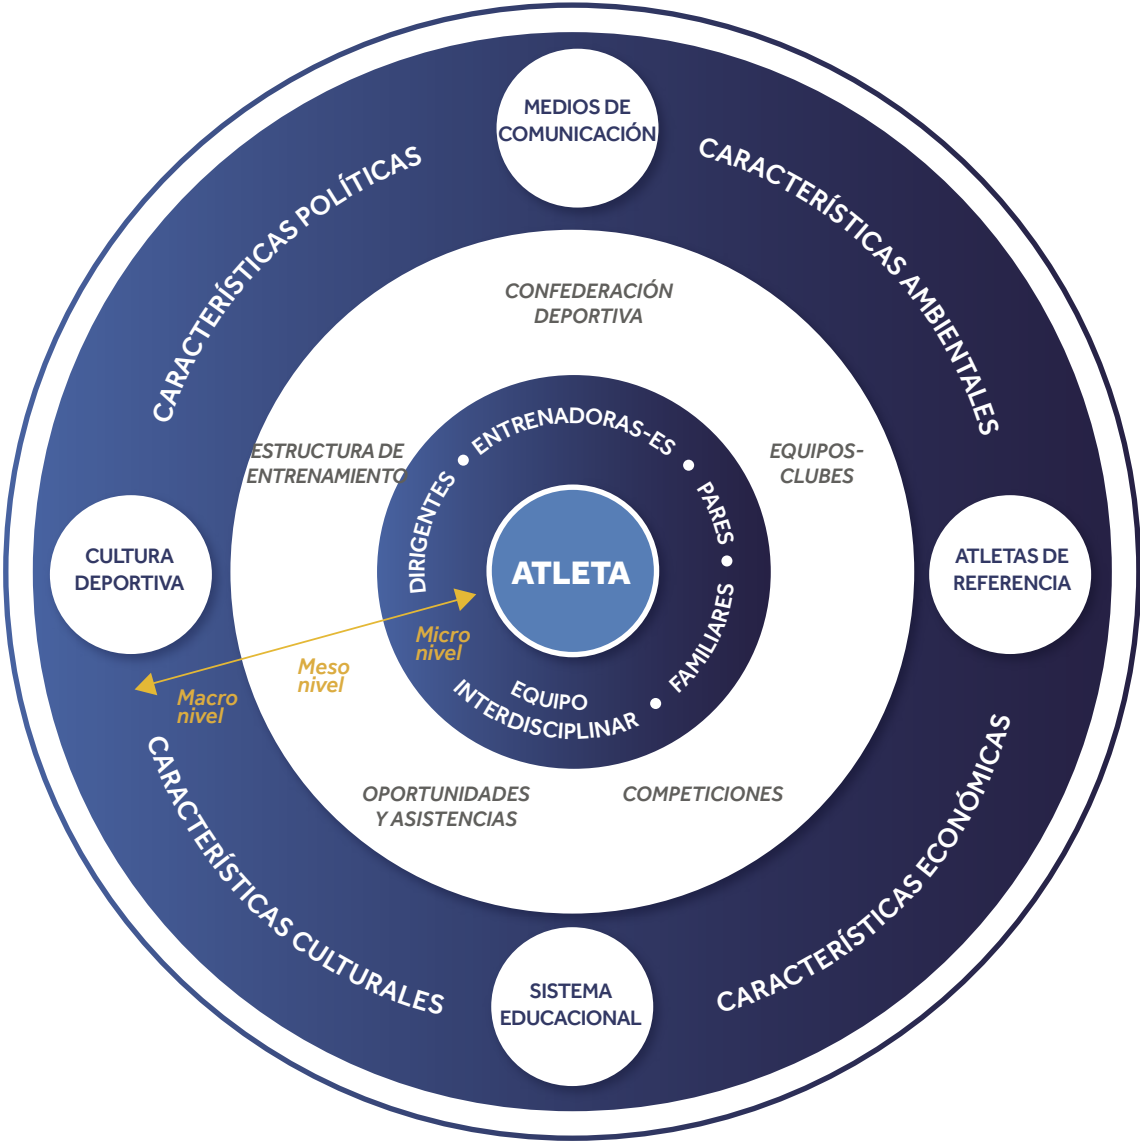 MEDIOS DE
COMUNICACIÓN
CARACTERÍSTICAS POLÍTICAS
CARACTERÍSTICAS AMBIENTALES
CONFEDERACIÓN
DEPORTIVA
ESTRUCTURA DE
ENTRENAMIENTO
EQUIPOS-
CLUBES
DIRIGENTES • ENTRENADORAS-ES • PARES • FAMILIARES •
EQUIPO
INTERDISCIPLINAR
ATLETA
CULTURA
DEPORTIVA
ATLETAS DE
REFERENCIA
Micro
nivel
Meso
nivel
Macro
nivel
OPORTUNIDADES
Y ASISTENCIAS
COMPETICIONES
CARACTERÍSTICAS CULTURALES
CARACTERÍSTICAS ECONÓMICAS
SISTEMA
EDUCACIONAL